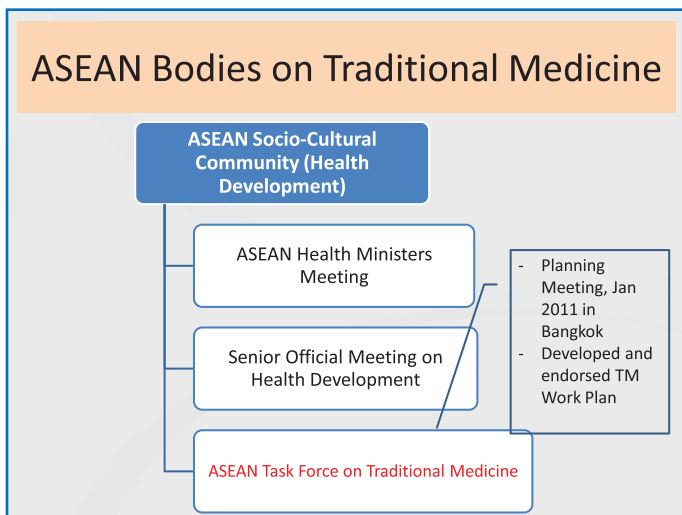 ASEAN Bodies on Traditional Medicine
ASEAN Socio-Cultural
Community (Health
Development)
ASEAN Health Ministers
Meeting
Senior Official Meeting on
Health Development
ASEAN Task Force on Traditional Medicine
- Planning
Meeting, Jan
2011 in
Bangkok
- Developed and
endorsed TM
Work Plan